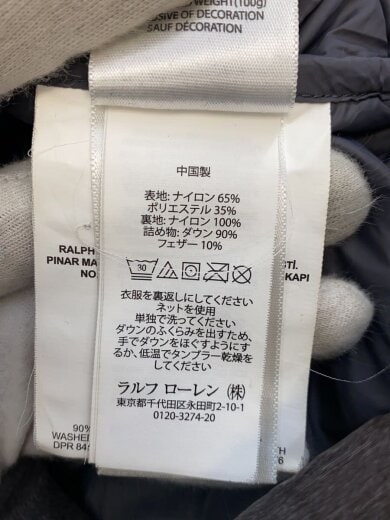 WEIGHT(100g)
OF DECORATION
SAUF DÉCORATION
中国製
表地: ナイロン 65%
ポリエステル 35%
裏地: ナイロン 100%
詰め物: ダウン 90%
フェザー 10%
30
衣服を裏返しにしてください
ネットを使用
単独で洗ってください
ダウンのふくらみを出すため、
手でダウンをほぐすようにす
るか、低温でタンブラー乾燥を
してください
ラルフ ローレン (株)
東京都千代田区永田町2-10-1
0120-3274-20
RALPH
PINAR MA
NO
STİ.
KAPI
90%
WASHE
DPR 84